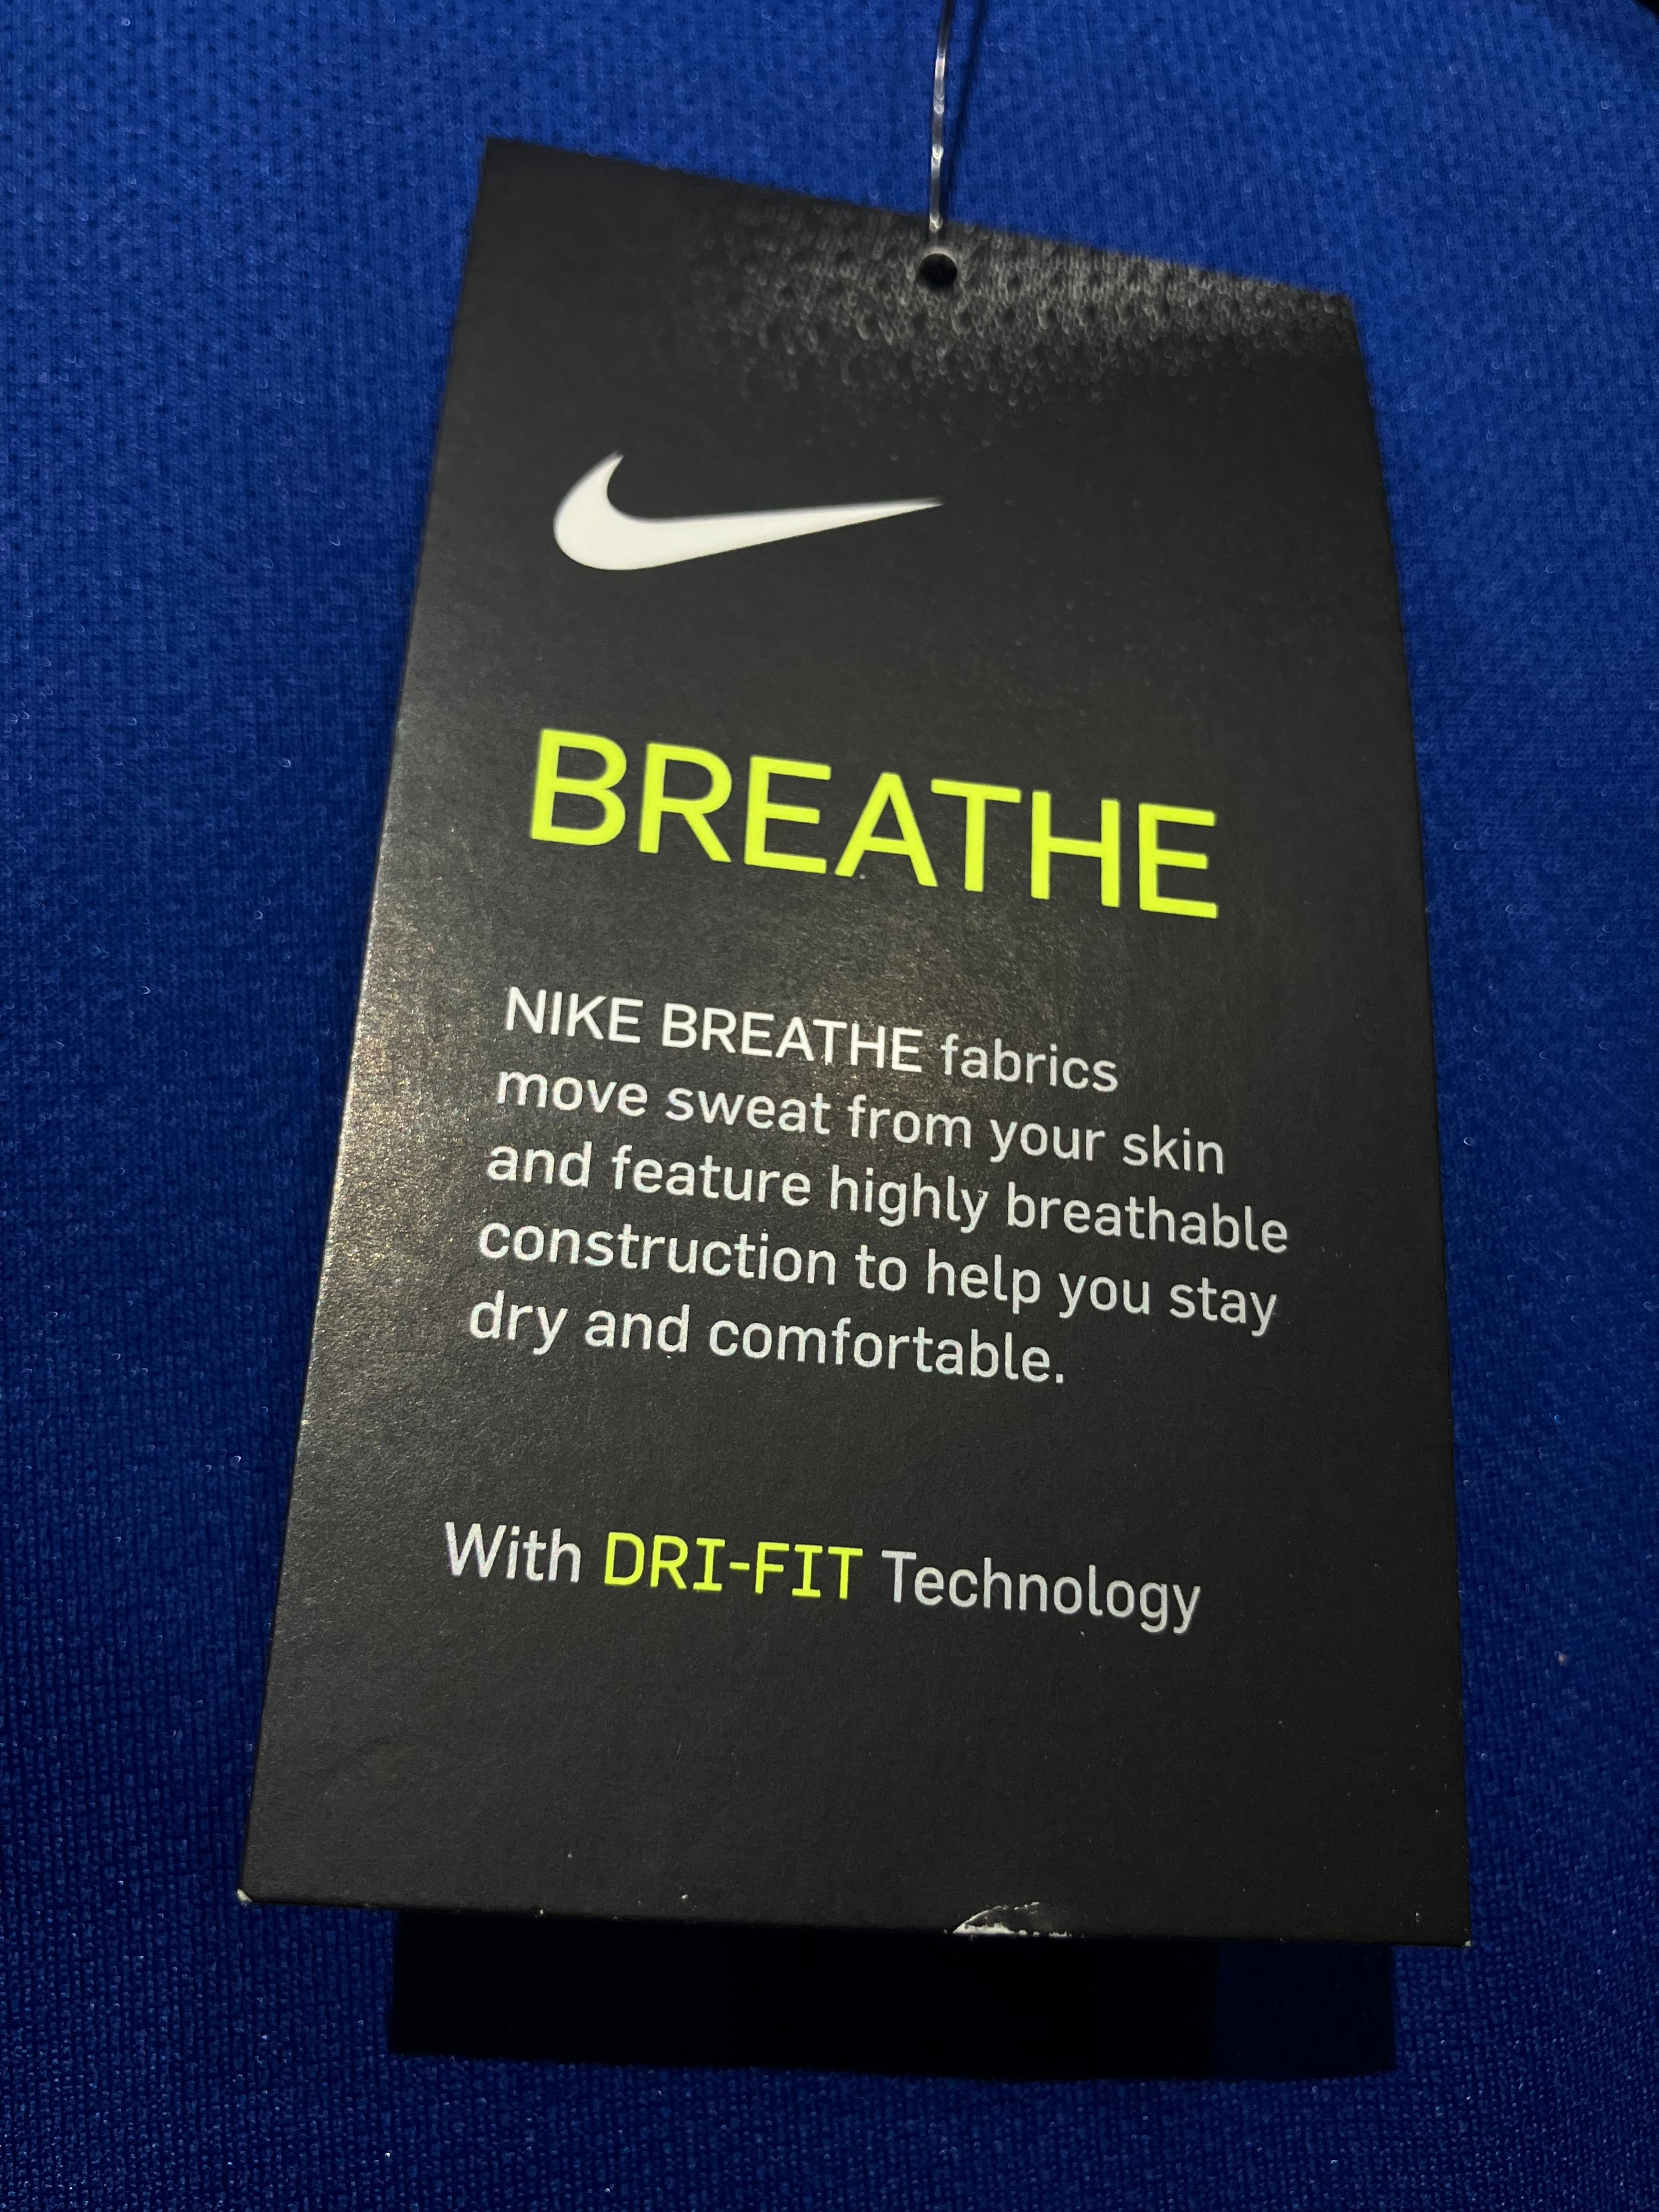 BREATHE
NIKE BREATHE fabrics
move sweat from your skin
and feature highly breathable
construction to help you stay
dry and comfortable.
With DRI-FIT Technology